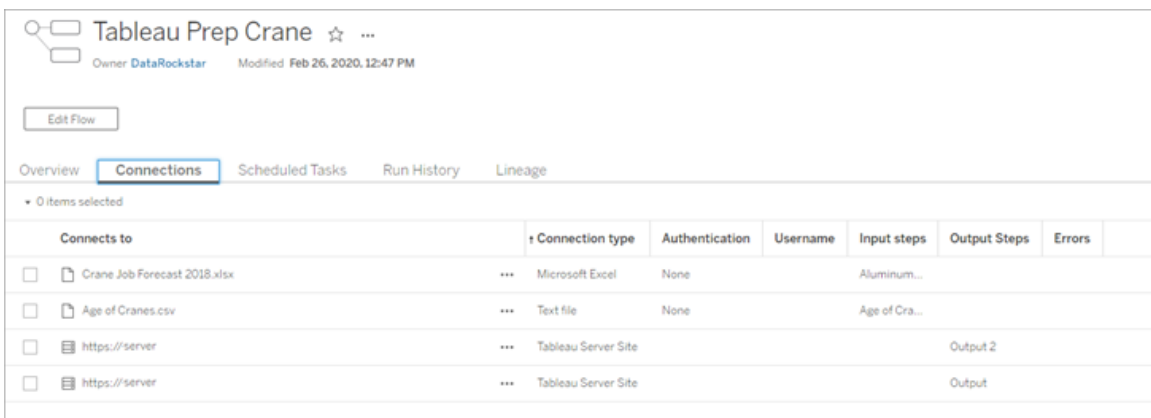 Tableau Prep Crane
Owner DataRockstar Modified Feb 26, 2020, 12:47 PM
Edit Flow
Overview Connections Scheduled Tasks Run History Lineage
0 items selected
Connects to ↑ Connection type Authentication Username Input steps Output Steps Errors
Crane Job Forecast 2018.xlsx ... Microsoft Excel None Aluminum...
Age of Cranes.csv ... Text file None Age of Cra...
https://server ... Tableau Server Site Output 2
https://server ... Tableau Server Site Output